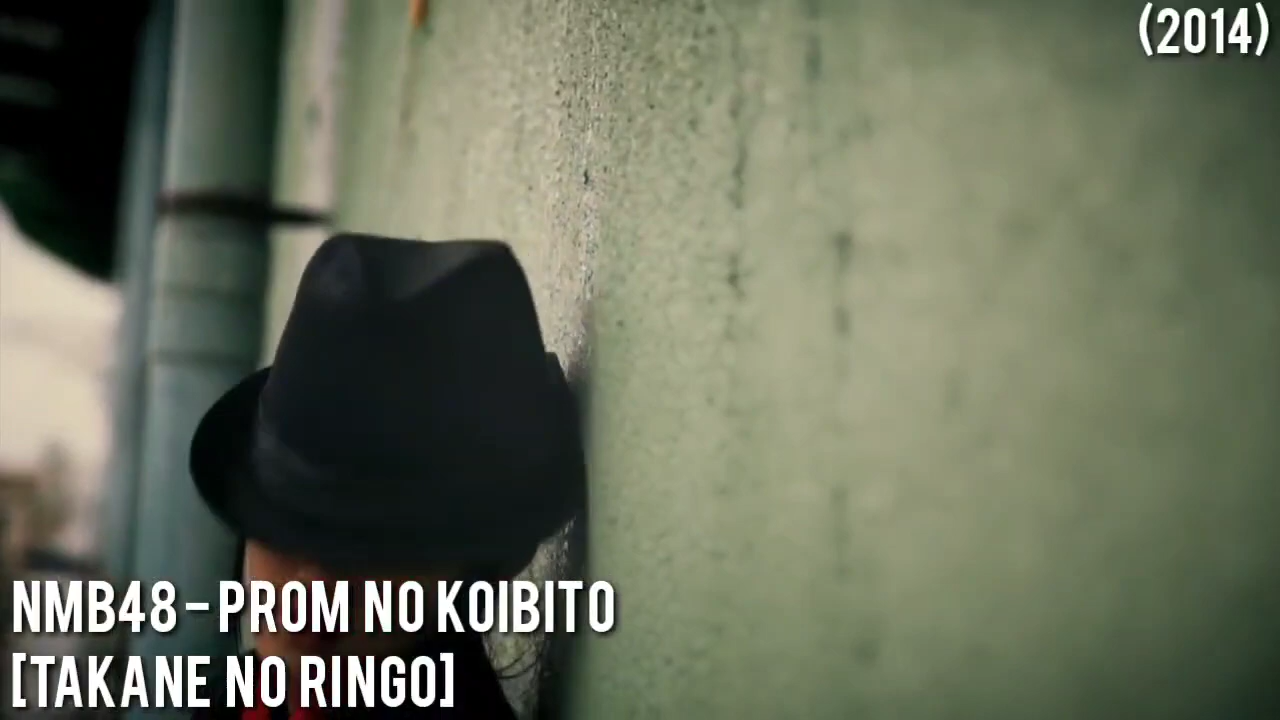 (2014)
NMB48 – PROM NO KOIBITO
[TAKANE NO RINGO]